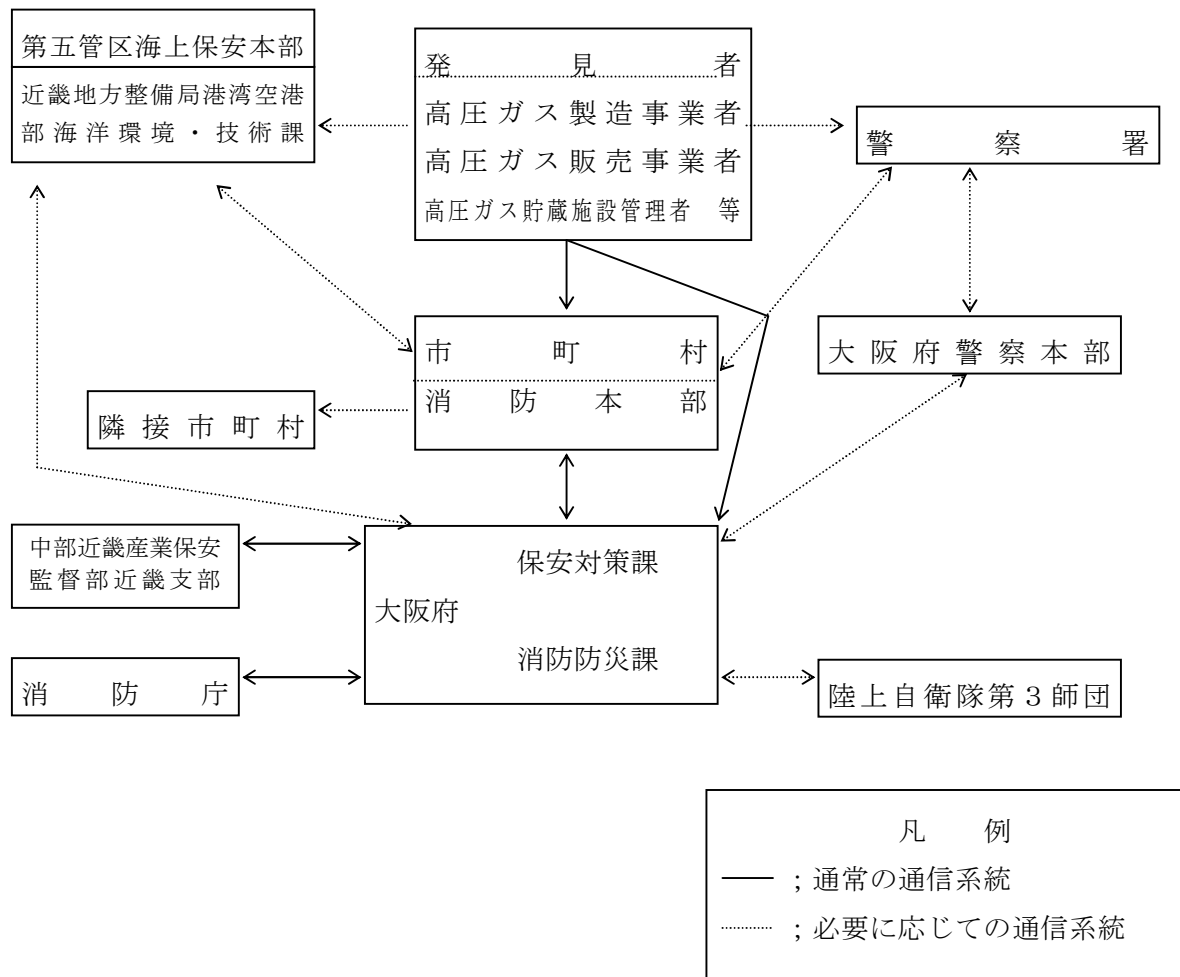 第五管区海上保安本部
近畿地方整備局港湾空港
部海洋環境・技術課
発見者
高圧ガス製造事業者
高圧ガス販売事業者
高圧ガス貯蔵施設管理者 等
警察署
市町村
消防本部
大阪府警察本部
隣接市町村
中部近畿産業保安
監督部近畿支部
保安対策課
大阪府
消防防災課
消防庁
陸上自衛隊第3師団
凡例
;通常の通信系統
;必要に応じての通信系統